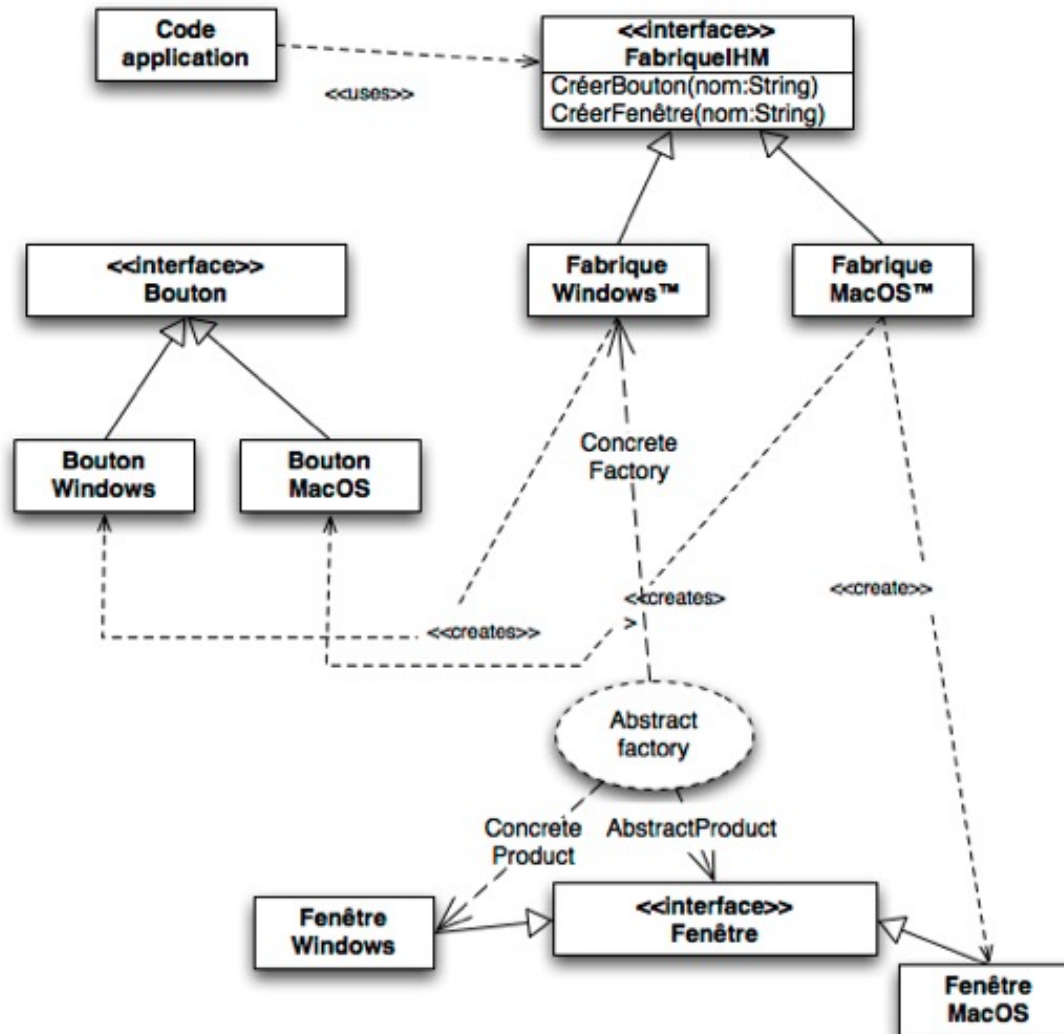 Code
application
<<uses>>
<<interface>>
FabriqueIHM
CréerBouton(nom:String)
CréerFenêtre(nom:String)
<<interface>>
Bouton
Fabrique
Windows™
Fabrique
MacOS™
Bouton
Windows
Bouton
MacOS
Concrete
Factory
<<creates>>
<<creates>
>
<<create>>
Abstract
factory
Concrete
Product
AbstractProduct
Fenêtre
Windows
<<interface>>
Fenêtre
Fenêtre
MacOS